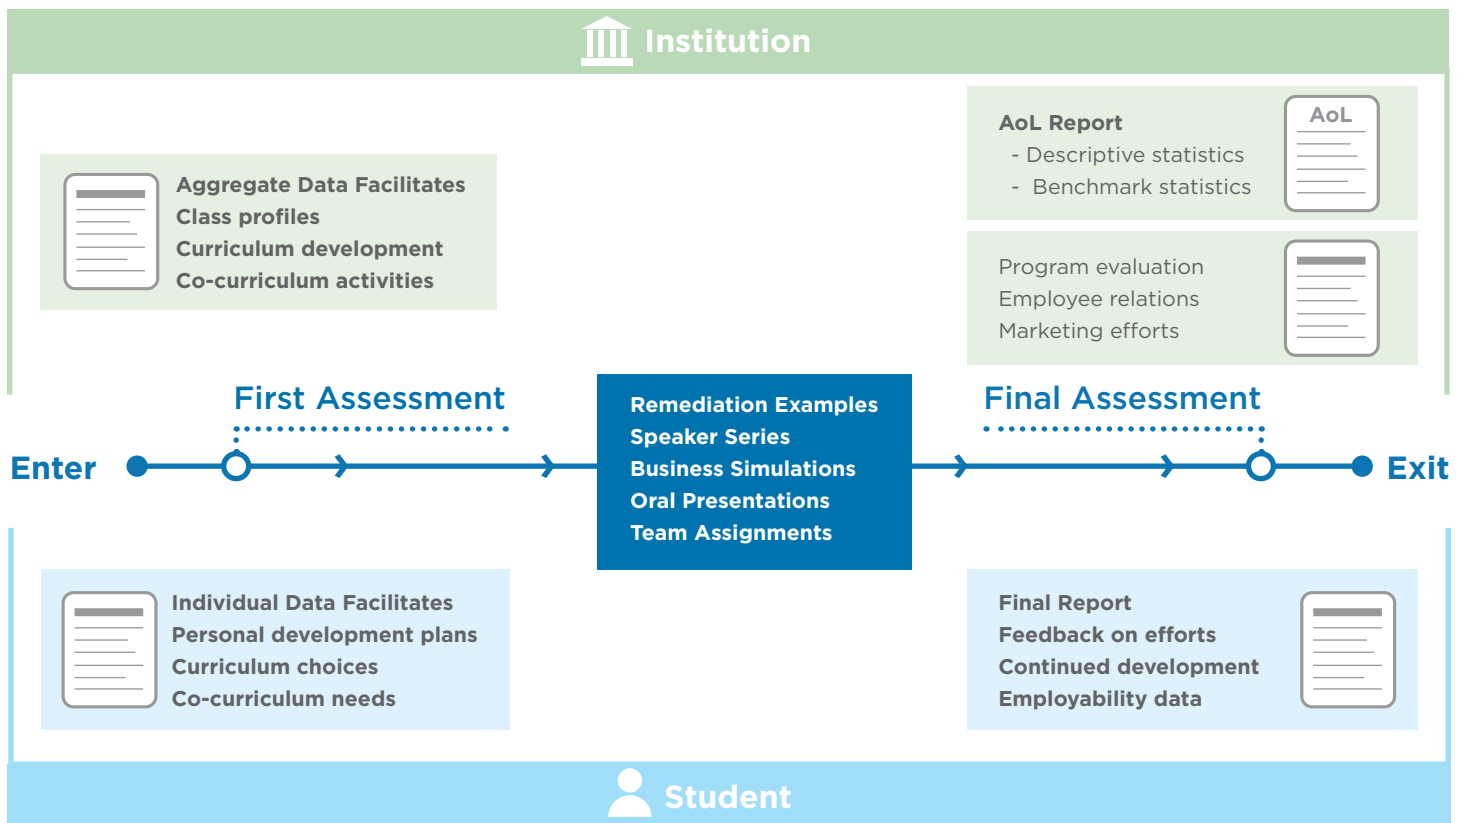 Institution
Aggregate Data Facilitates
Class profiles
Curriculum development
Co-curriculum activities
AoL Report
- Descriptive statistics
- Benchmark statistics
AoL
Program evaluation
Employee relations
Marketing efforts
First Assessment
Final Assessment
Enter
Remediation Examples
Speaker Series
Business Simulations
Oral Presentations
Team Assignments
Exit
Individual Data Facilitates
Personal development plans
Curriculum choices
Co-curriculum needs
Final Report
Feedback on efforts
Continued development
Employability data
Student